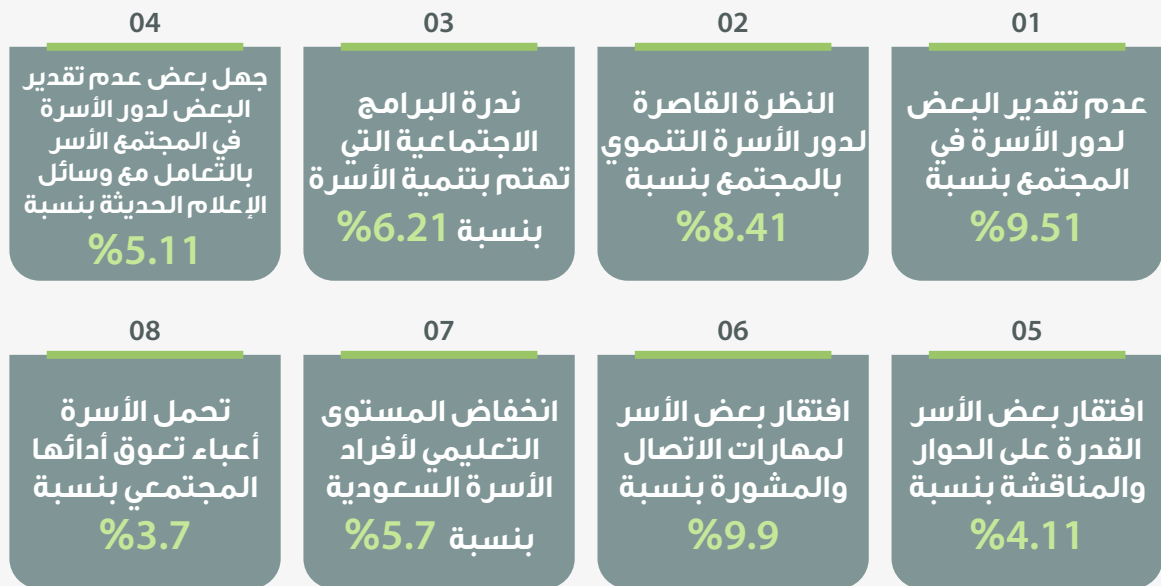 01
عدم تقدير البعض
لدور الأسرة في
المجتمع بنسبة
%9.51
02
النظرة القاصرة
لدور الأسرة التنموي
بالمجتمع بنسبة
%8.41
03
ندرة البرامج
الاجتماعية التي
تهتم بتنمية الأسرة
بنسبة %6.21
04
جهل بعض عدم تقدير
البعض لدور الأسرة
في المجتمع الأسر
بالتعامل مع وسائل
الإعلام الحديثة بنسبة
%5.11
05
افتقار بعض الأسر
القدرة على الحوار
والمناقشة بنسبة
%4.11
06
افتقار بعض الأسر
لمهارات الاتصال
والمشورة بنسبة
%9.9
07
انخفاض المستوى
التعليمي لأفراد
الأسرة السعودية
بنسبة %5.7
08
تحمل الأسرة
أعباء تعوق أدائها
المجتمعي بنسبة
%3.7